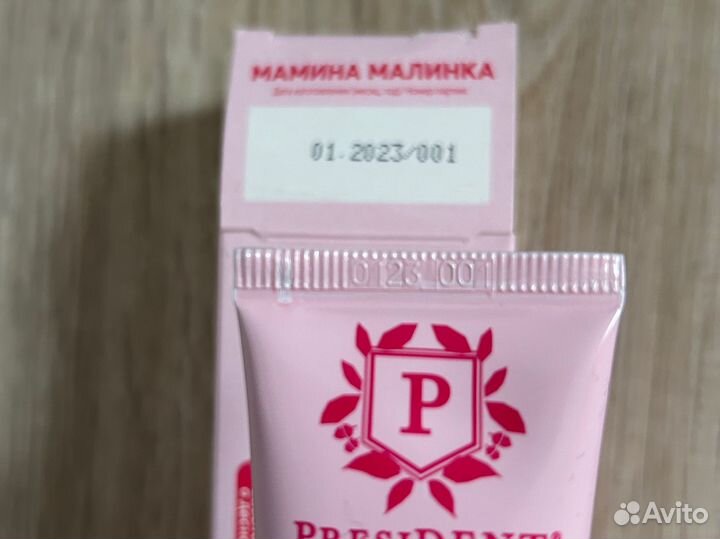 МАМИНА МАЛИНКА
01.2023/001
0123 001
P
PRESIDENT®
Avito